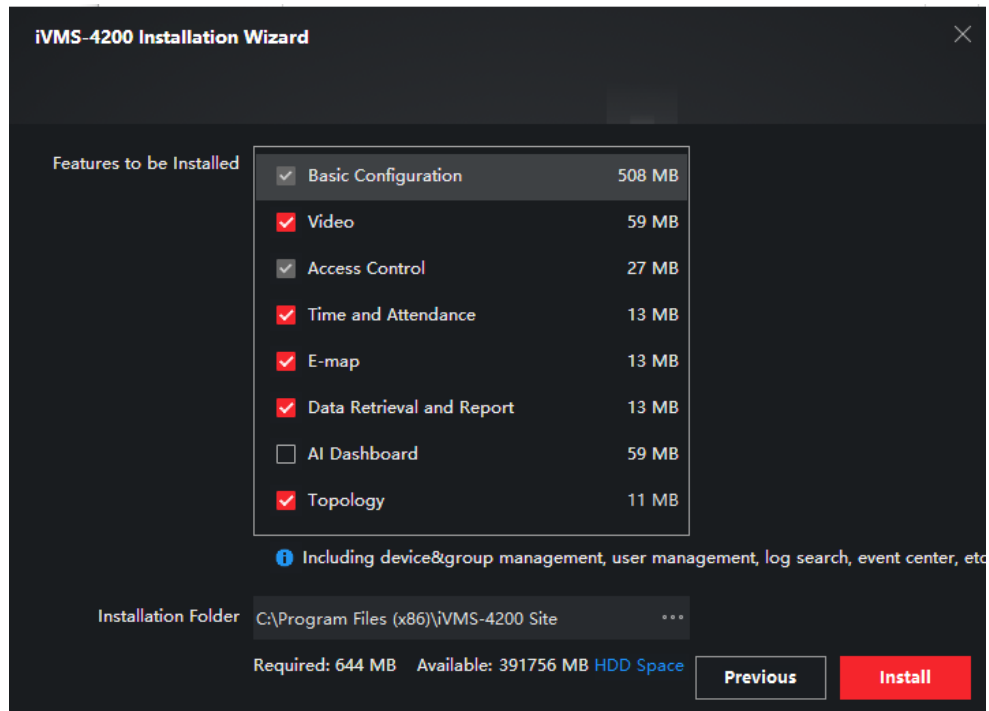 iVMS-4200 Installation Wizard
Features to be Installed
Basic Configuration 508 MB
Video 59 MB
Access Control 27 MB
Time and Attendance 13 MB
E-map 13 MB
Data Retrieval and Report 13 MB
AI Dashboard 59 MB
Topology 11 MB
Including device&group management, user management, log search, event center, etc
Installation Folder C:\Program Files (x86)\iVMS-4200 Site
Required: 644 MB Available: 391756 MB HDD Space
Previous Install